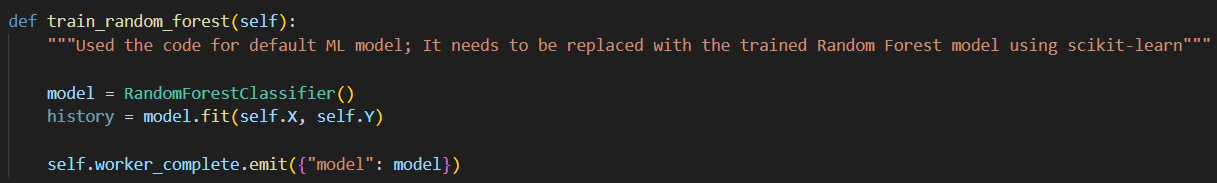 def train_random_forest(self):
    """Used the code for default ML model; It needs to be replaced with the trained Random Forest model using scikit-learn"""
    model = RandomForestClassifier()
    history = model.fit(self.X, self.Y)
    self.worker_complete.emit({"model": model})